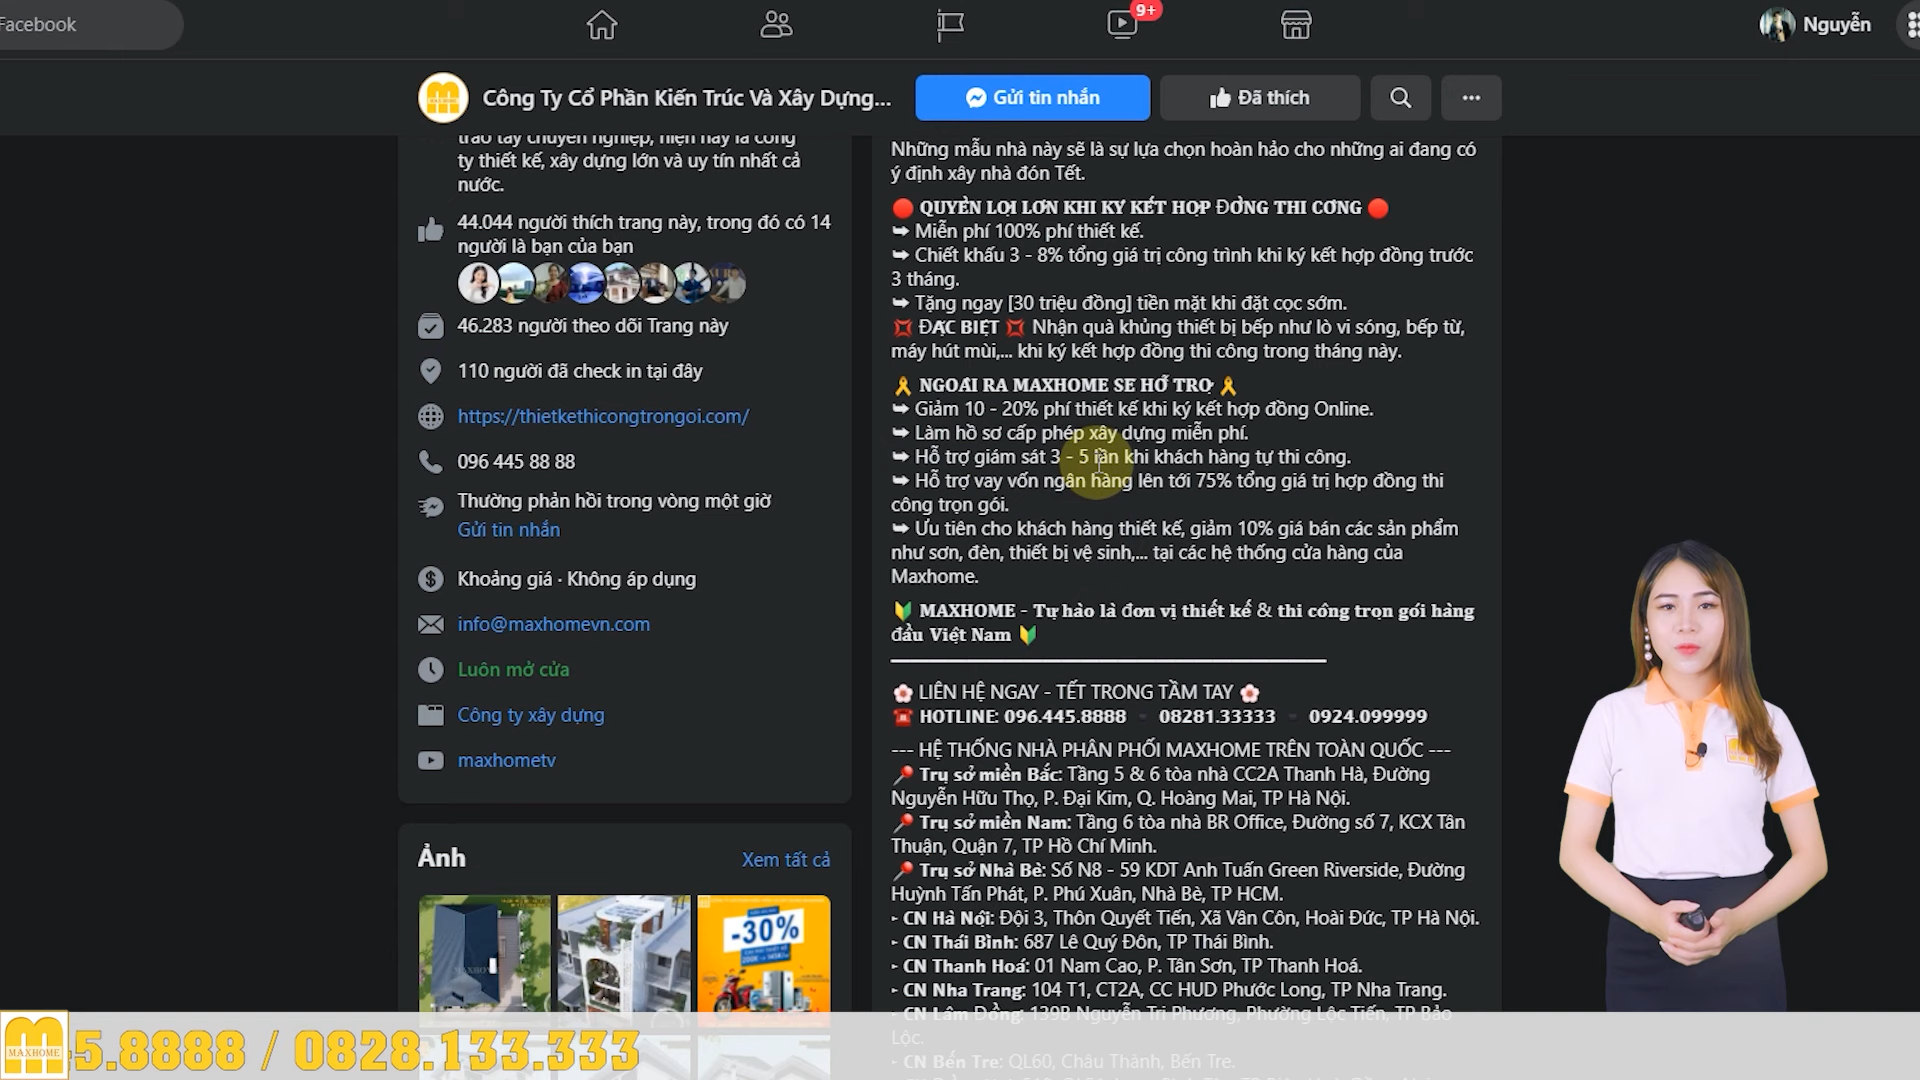 Facebook
9+
Nguyễn
Công Ty Cổ Phần Kiến Trúc Và Xây Dựng...
Gửi tin nhắn
Đã thích
trao tay chuyên nghiệp, hiện nay là công
ty thiết kế, xây dựng lớn và uy tín nhất cả
nước.
44.044 người thích trang này, trong đó có 14
người là bạn của bạn
46.283 người theo dõi Trang này
110 người đã check in tại đây
https://thietkethicongtrongoi.com/
096 445 88 88
Thường phản hồi trong vòng một giờ
Gửi tin nhắn
Khoảng giá · Không áp dụng
info@maxhomevn.com
Luôn mở cửa
Công ty xây dựng
maxhometv
Ảnh
Xem tất cả
-30%
Những mẫu nhà này sẽ là sự lựa chọn hoàn hảo cho những ai đang có
ý định xây nhà đón Tết.
🔴 QUYỀN LỢI LỚN KHI KÝ KẾT HỢP ĐỒNG THI CÔNG 🔴
➥ Miễn phí 100% phí thiết kế.
➥ Chiết khấu 3 - 8% tổng giá trị công trình khi ký kết hợp đồng trước
3 tháng.
➥ Tặng ngay [30 triệu đồng] tiền mặt khi đặt cọc sớm.
💢 ĐẶC BIỆT 💢 Nhận quà khủng thiết bị bếp như lò vi sóng, bếp từ,
máy hút mùi,... khi ký kết hợp đồng thi công trong tháng này.
🎗 NGOÀI RA MAXHOME SẼ HỖ TRỢ 🎗
➥ Giảm 10 - 20% phí thiết kế khi ký kết hợp đồng Online.
➥ Làm hồ sơ cấp phép xây dựng miễn phí.
➥ Hỗ trợ giám sát 3 - 5 lần khi khách hàng tự thi công.
➥ Hỗ trợ vay vốn ngân hàng lên tới 75% tổng giá trị hợp đồng thi
công trọn gói.
➥ Ưu tiên cho khách hàng thiết kế, giảm 10% giá bán các sản phẩm
như sơn, đèn, thiết bị vệ sinh,... tại các hệ thống cửa hàng của
Maxhome.
🔰 MAXHOME - Tự hào là đơn vị thiết kế & thi công trọn gói hàng
đầu Việt Nam 🔰
🌸 LIÊN HỆ NGAY - TẾT TRONG TẦM TAY 🌸
☎ HOTLINE: 096.445.8888 - 08281.33333 - 0924.099999
--- HỆ THỐNG NHÀ PHÂN PHỐI MAXHOME TRÊN TOÀN QUỐC ---
📍 Trụ sở miền Bắc: Tầng 5 & 6 tòa nhà CC2A Thanh Hà, Đường
Nguyễn Hữu Thọ, P. Đại Kim, Q. Hoàng Mai, TP Hà Nội.
📍 Trụ sở miền Nam: Tầng 6 tòa nhà BR Office, Đường số 7, KCX Tân
Thuận, Quận 7, TP Hồ Chí Minh.
📍 Trụ sở Nhà Bè: Số N8 - 59 KDT Anh Tuấn Green Riverside, Đường
Huỳnh Tấn Phát, P. Phú Xuân, Nhà Bè, TP HCM.
- CN Hà Nội: Đội 3, Thôn Quyết Tiến, Xã Vân Côn, Hoài Đức, TP Hà Nội.
- CN Thái Bình: 687 Lê Quý Đôn, TP Thái Bình.
- CN Thanh Hoá: 01 Nam Cao, P. Tân Sơn, TP Thanh Hoá.
- CN Nha Trang: 104 T1, CT2A, CC HUD Phước Long, TP Nha Trang.
- CN Lâm Đồng: 139B Nguyễn Tri Phương, Phường Lộc Tiến, TP Bảo
Lộc.
- CN Bến Tre: QL60, Châu Thành, Bến Tre.
MAXHOME
5.8888 / 0828.133.333